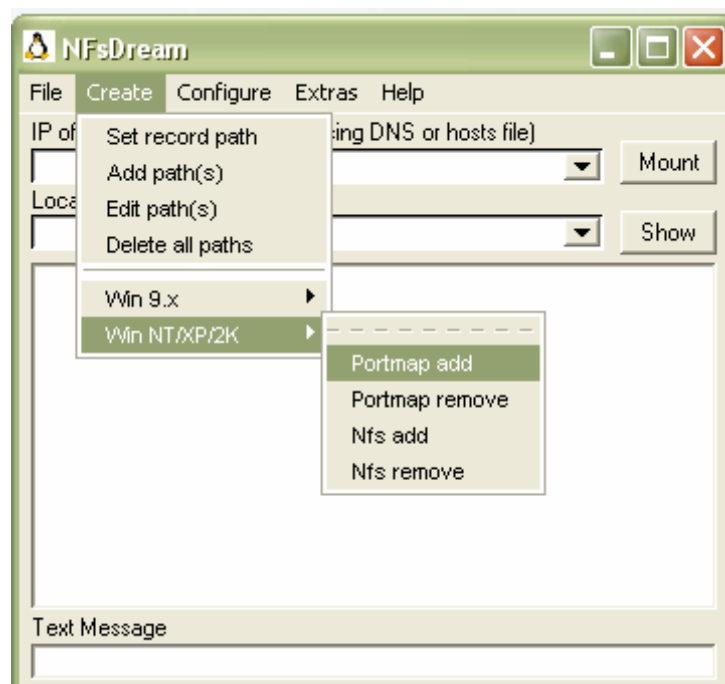 NFsDream
File Create Configure Extras Help
IP of
ing DNS or hosts file)
Mount
Set record path
Add path(s)
Edit path(s)
Delete all paths
Show
Win 9.x
Win NT/XP/2K
Portmap add
Portmap remove
Nfs add
Nfs remove
Text Message